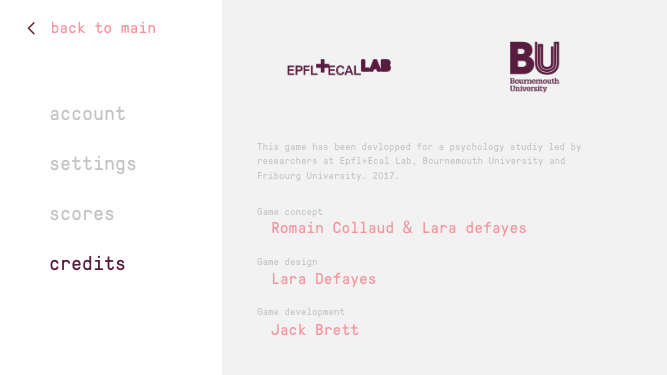 back to main
account
settings
scores
credits
EPFL+ECAL LAB
BU
Bournemouth
University
This game has been devlopped for a psychology studiy led by
researchers at Epfl+Ecal Lab, Bournemouth University and
Fribourg University. 2017.
Game concept
Romain Collaud & Lara defayes
Game design
Lara Defayes
Game development
Jack Brett